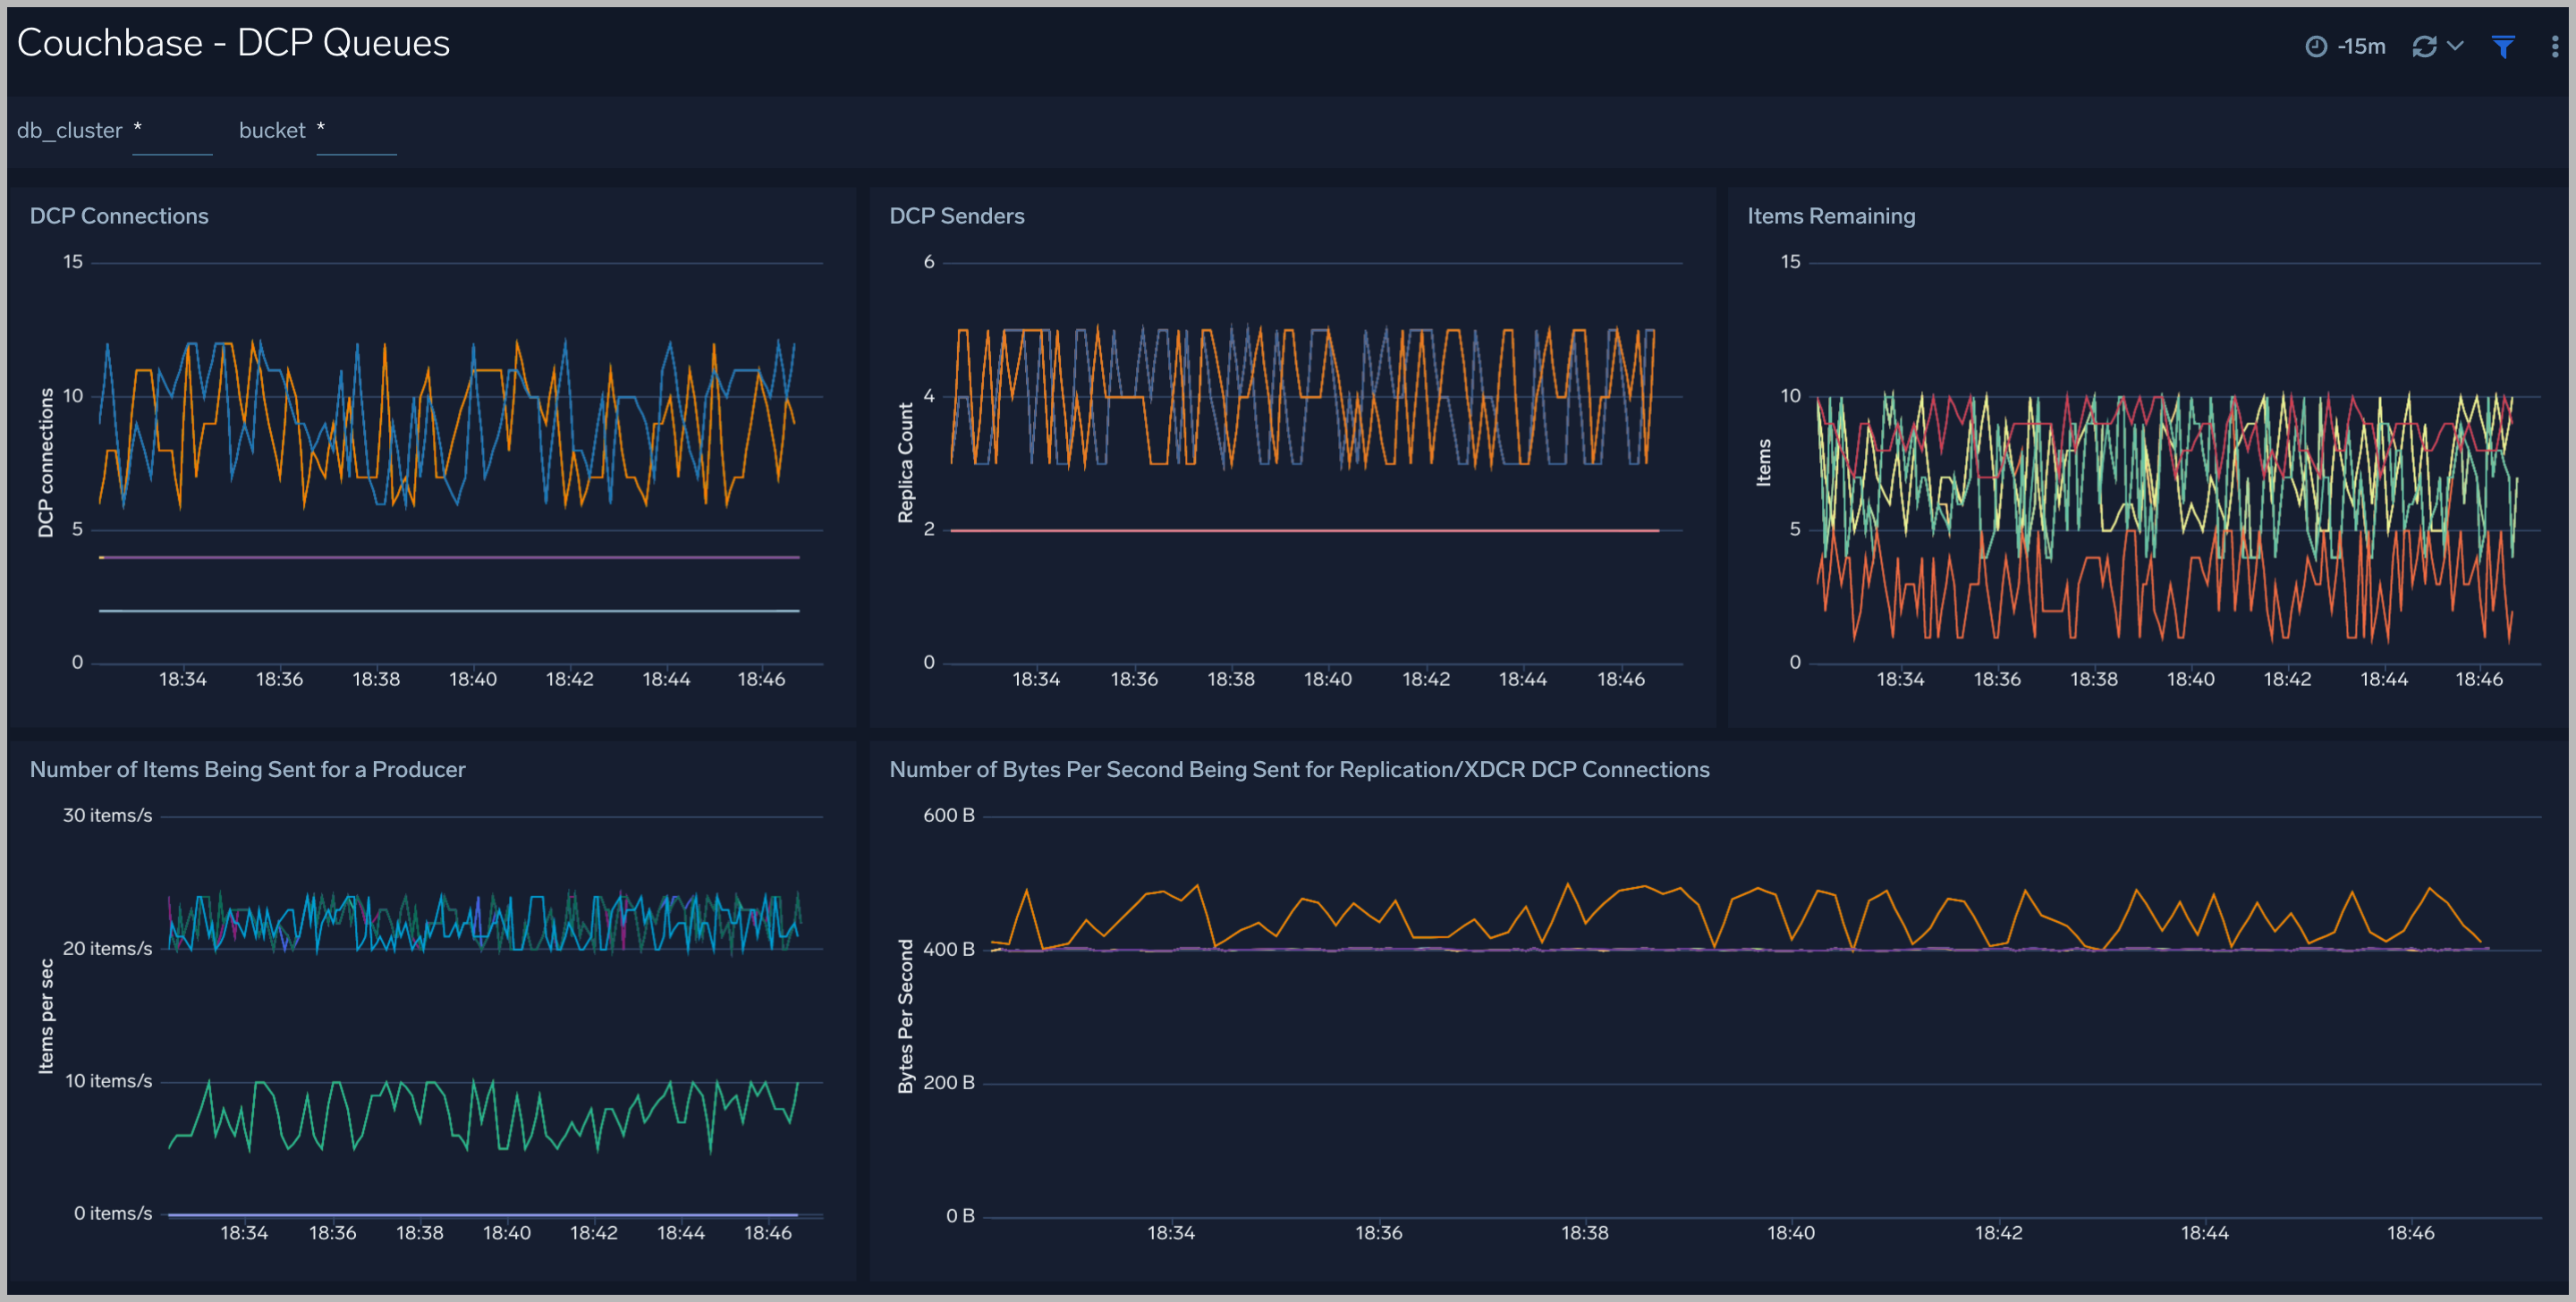 Couchbase - DCP Queues
-15m
db_cluster *
bucket *
DCP Connections
DCP connections
15
10
5
0
18:34 18:36 18:38 18:40 18:42 18:44 18:46
DCP Senders
Replica Count
6
4
2
0
18:34 18:36 18:38 18:40 18:42 18:44 18:46
Items Remaining
Items
15
10
5
0
18:34 18:36 18:38 18:40 18:42 18:44 18:46
Number of Items Being Sent for a Producer
Items per sec
30 items/s
20 items/s
10 items/s
0 items/s
18:34 18:36 18:38 18:40 18:42 18:44 18:46
Number of Bytes Per Second Being Sent for Replication/XDCR DCP Connections
Bytes Per Second
600 B
400 B
200 B
0 B
18:34 18:36 18:38 18:40 18:42 18:44 18:46